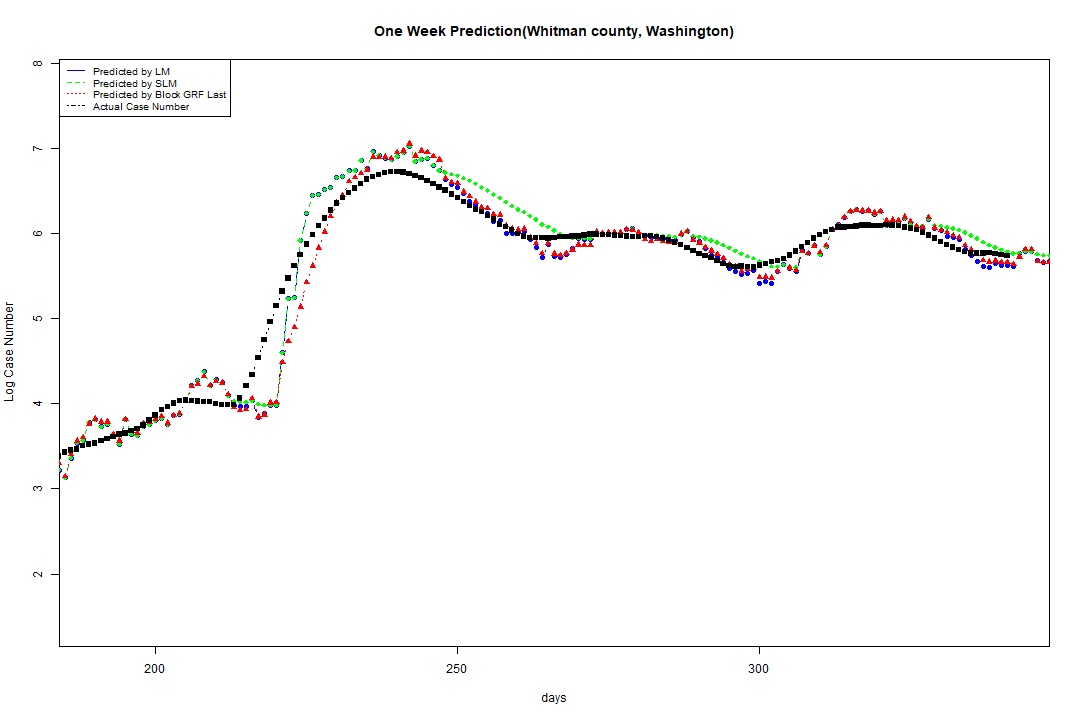 One Week Prediction(Whitman county, Washington)
Predicted by LM
Predicted by SLM
Predicted by Block GRF Last
Actual Case Number
8
7
6
5
4
3
2
Log Case Number
200
250
300
days